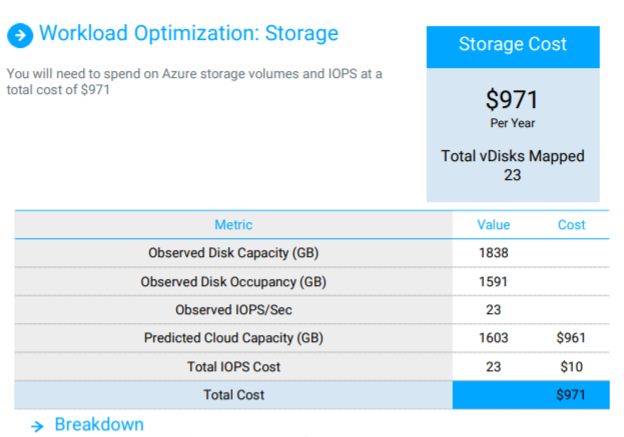 Workload Optimization: Storage
You will need to spend on Azure storage volumes and IOPS at a
total cost of $971
Storage Cost
$971
Per Year
Total vDisks Mapped
23
Metric Value Cost
Observed Disk Capacity (GB) 1838
Observed Disk Occupancy (GB) 1591
Observed IOPS/Sec 23
Predicted Cloud Capacity (GB) 1603 $961
Total IOPS Cost 23 $10
Total Cost $971
Breakdown